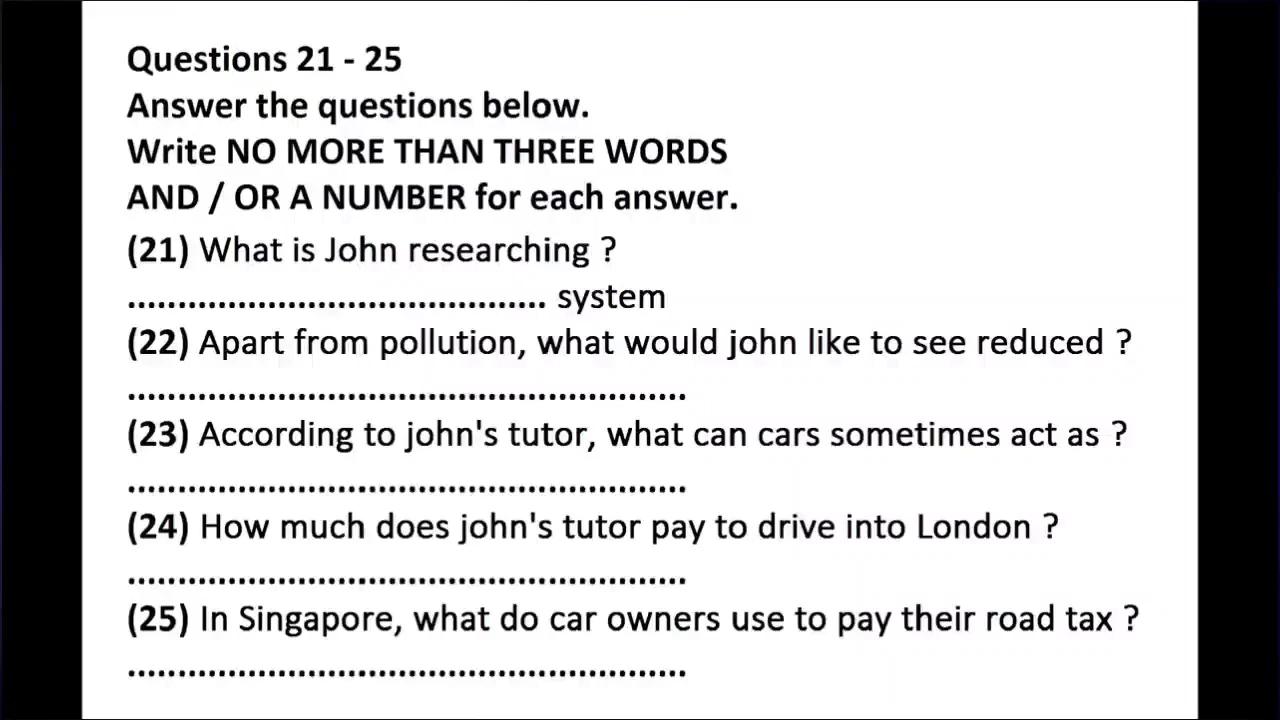 Questions 21 - 25
Answer the questions below.
Write NO MORE THAN THREE WORDS
AND / OR A NUMBER for each answer.
(21) What is John researching ?
......................................... system
(22) Apart from pollution, what would john like to see reduced ?
.......................................................
(23) According to john's tutor, what can cars sometimes act as ?
.......................................................
(24) How much does john's tutor pay to drive into London ?
.......................................................
(25) In Singapore, what do car owners use to pay their road tax ?
.......................................................